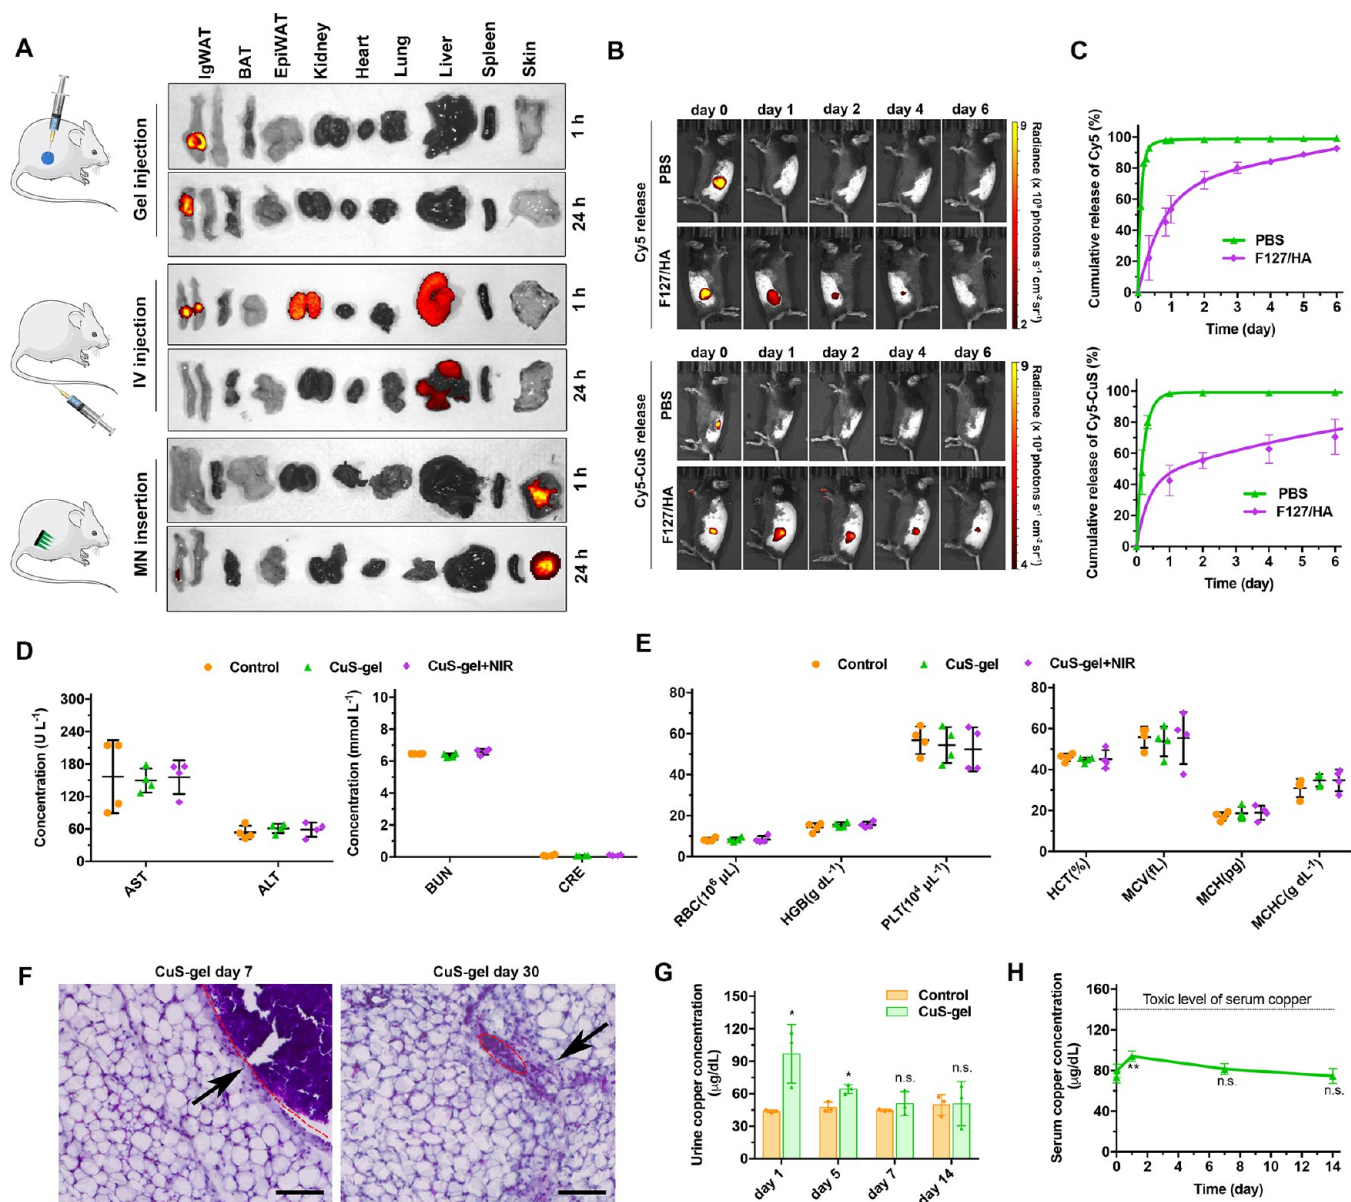 A
IgWAT
BAT
EpiWAT
Kidney
Heart
Lung
Liver
Spleen
Skin
Gel injection
1 h
24 h
IV injection
1 h
24 h
MN insertion
1 h
24 h
B
day 0 day 1 day 2 day 4 day 6
Cy5 release
PBS
F127/HA
9
Radiance (x 10⁹ photons s⁻¹ cm⁻² sr⁻¹)
2
day 0 day 1 day 2 day 4 day 6
Cy5-CuS release
PBS
F127/HA
9
Radiance (x 10⁹ photons s⁻¹ cm⁻² sr⁻¹)
4
C
Cumulative release of Cy5 (%)
100
80
60
40
20
0
PBS
F127/HA
0 1 2 3 4 5 6
Time (day)
Cumulative release of Cy5-CuS (%)
100
80
60
40
20
0
PBS
F127/HA
0 1 2 3 4 5 6
Time (day)
D
Control CuS-gel CuS-gel+NIR
Concentration (U L⁻¹)
300
240
180
120
60
0
AST ALT
Concentration (mmol L⁻¹)
10
8
6
4
2
0
BUN CRE
E
Control CuS-gel CuS-gel+NIR
80
60
40
20
0
RBC(10⁶ µL) HGB(g dL⁻¹) PLT(10⁴ µL⁻¹)
80
60
40
20
0
HCT(%) MCV(fL) MCH(pg) MCHC(g dL⁻¹)
F
CuS-gel day 7
CuS-gel day 30
G
Urine copper concentration
(µg/dL)
150
120
90
60
30
0
Control
CuS-gel
*
*
n.s.
n.s.
day 1 day 5 day 7 day 14
H
Serum copper concentration
(µg/dL)
160
120
80
40
0
Toxic level of serum copper
**
n.s.
n.s.
0 2 4 6 8 10 12 14
Time (day)